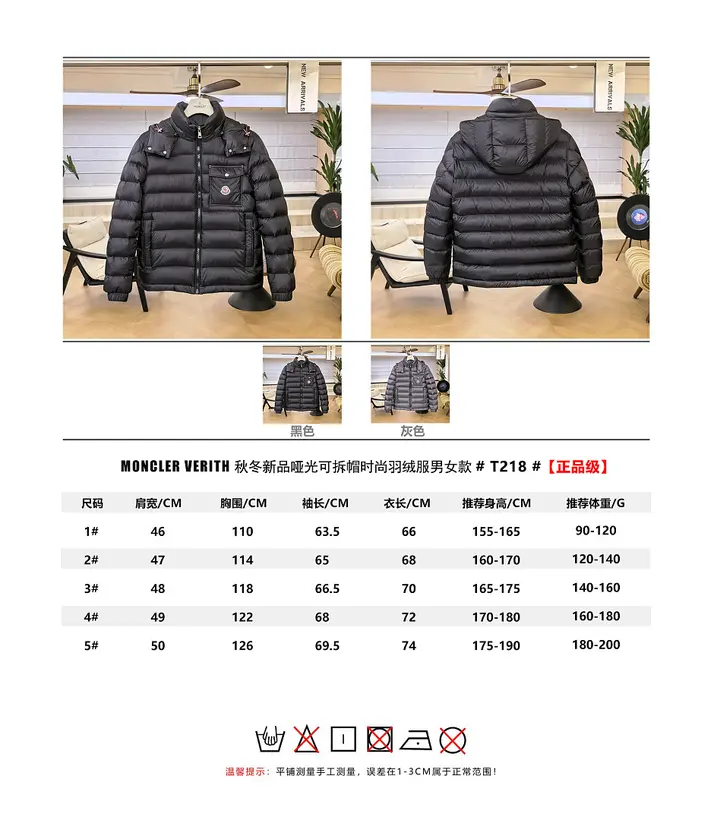 NEW ARRIVALS
NEW ARRIVALS
黑色
灰色
MONCLER VERITH 秋冬新品哑光可拆帽时尚羽绒服男女款 # T218 #【正品级】
尺码 肩宽/CM 胸围/CM 袖长/CM 衣长/CM 推荐身高/CM 推荐体重/G
1# 46 110 63.5 66 155-165 90-120
2# 47 114 65 68 160-170 120-140
3# 48 118 66.5 70 165-175 140-160
4# 49 122 68 72 170-180 160-180
5# 50 126 69.5 74 175-190 180-200
温馨提示：平铺测量手工测量，误差在1-3CM属于正常范围！